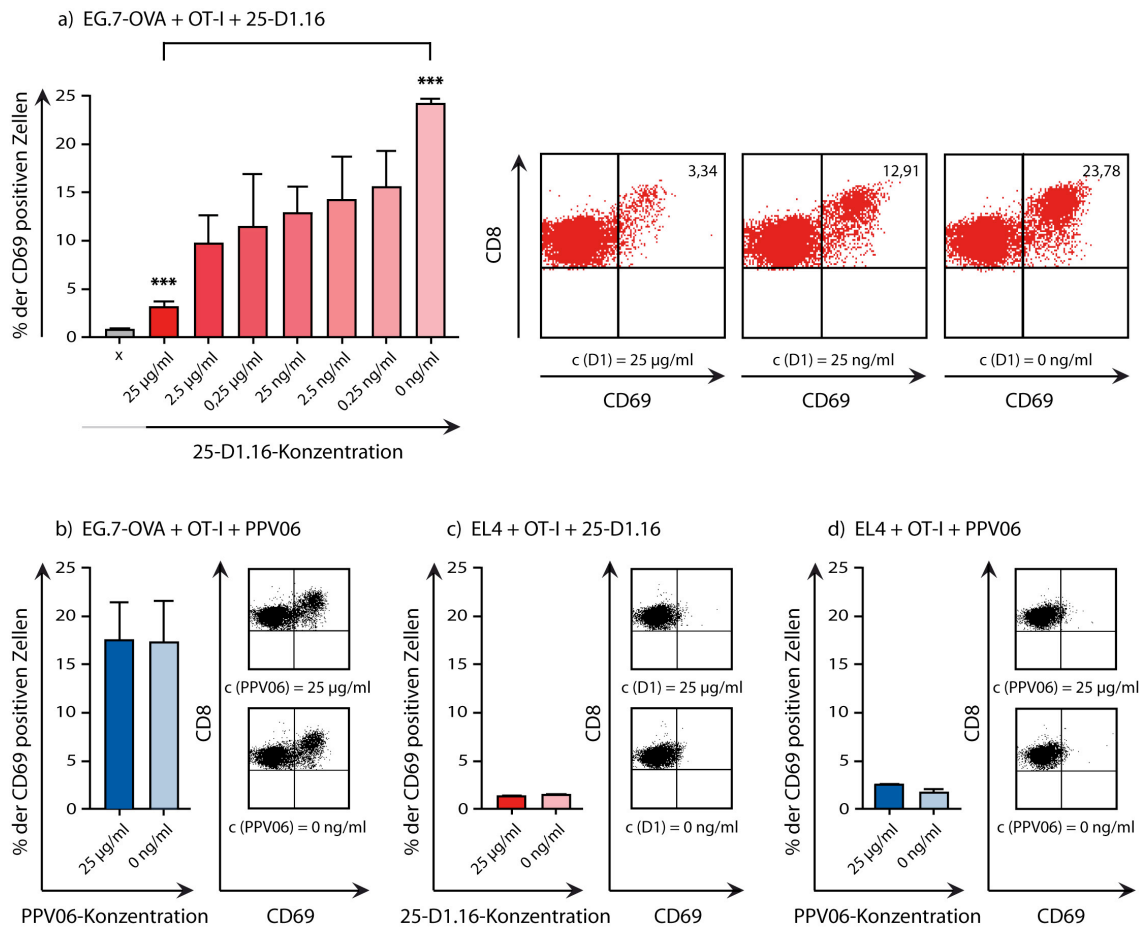 a) EG.7-OVA + OT-I + 25-D1.16
% der CD69 positiven Zellen
25
20
15
10
5
0
***
***
x
25 µg/ml
2.5 µg/ml
0,25 µg/ml
25 ng/ml
2.5 ng/ml
0.25 ng/ml
0 ng/ml
25-D1.16-Konzentration
CD8
3,34
12,91
23,78
c (D1) = 25 µg/ml
c (D1) = 25 ng/ml
c (D1) = 0 ng/ml
CD69
CD69
CD69
b) EG.7-OVA + OT-I + PPV06
% der CD69 positiven Zellen
25
20
15
10
5
0
25 µg/ml
0 ng/ml
PPV06-Konzentration
CD8
c (PPV06) = 25 µg/ml
c (PPV06) = 0 ng/ml
CD69
c) EL4 + OT-I + 25-D1.16
% der CD69 positiven Zellen
25
20
15
10
5
0
25 µg/ml
0 ng/ml
25-D1.16-Konzentration
CD8
c (D1) = 25 µg/ml
c (D1) = 0 ng/ml
CD69
d) EL4 + OT-I + PPV06
% der CD69 positiven Zellen
25
20
15
10
5
0
25 µg/ml
0 ng/ml
PPV06-Konzentration
CD8
c (PPV06) = 25 µg/ml
c (PPV06) = 0 ng/ml
CD69